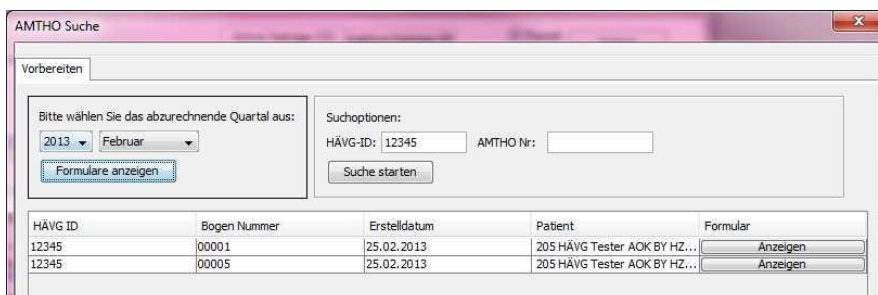 AMTHO Suche
Vorbereiten
Bitte wählen Sie das abzurechnende Quartal aus:
2013 Februar
Formulare anzeigen
Suchoptionen:
HÄVG-ID: 12345 AMTHO Nr:
Suche starten
HÄVG ID Bogen Nummer Erstelldatum Patient Formular
12345 00001 25.02.2013 205 HÄVG Tester AOK BY HZ... Anzeigen
12345 00005 25.02.2013 205 HÄVG Tester AOK BY HZ... Anzeigen